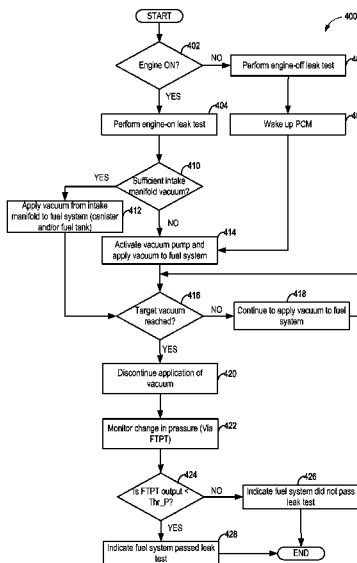 START
400
402
Engine ON?
NO
Perform engine-off leak test
YES
404
Perform engine-on leak test
Wake up PCM
410
Sufficient intake
manifold vacuum?
YES
Apply vacuum from intake
manifold to fuel system (canister
and/or fuel tank)
412
NO
414
Activate vacuum pump and
apply vacuum to fuel system
416
Target vacuum
reached?
NO
418
Continue to apply vacuum to fuel
system
YES
420
Discontinue application of
vacuum
422
Monitor change in pressure (Via
FTPT)
424
Is FTPT output <
Thr_P?
NO
426
Indicate fuel system did not pass
leak test
YES
428
Indicate fuel system passed leak
test
END